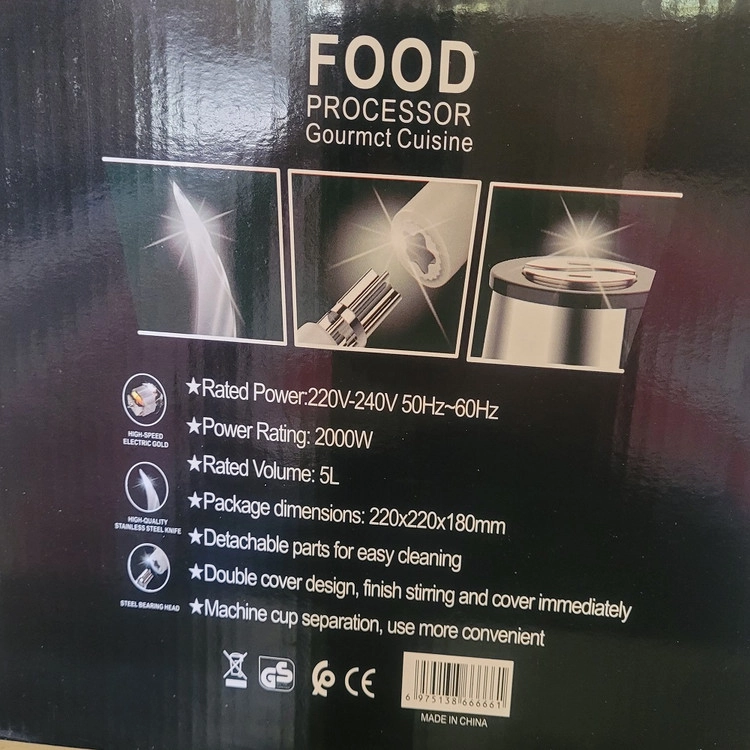 FOOD
PROCESSOR
Gourmct Cuisine
★Rated Power:220V-240V 50Hz~60Hz
HIGH-SPEED
ELECTRIC GOLD
★Power Rating: 2000W
★Rated Volume: 5L
HIGH-QUALITY
STAINLESS STEEL KNIFE
★Package dimensions: 220x220x180mm
★Detachable parts for easy cleaning
★Double cover design, finish stirring and cover immediately
STEEL BEARING HEAD
★Machine cup separation, use more convenient
GS
CE
6 975138 666661
MADE IN CHINA